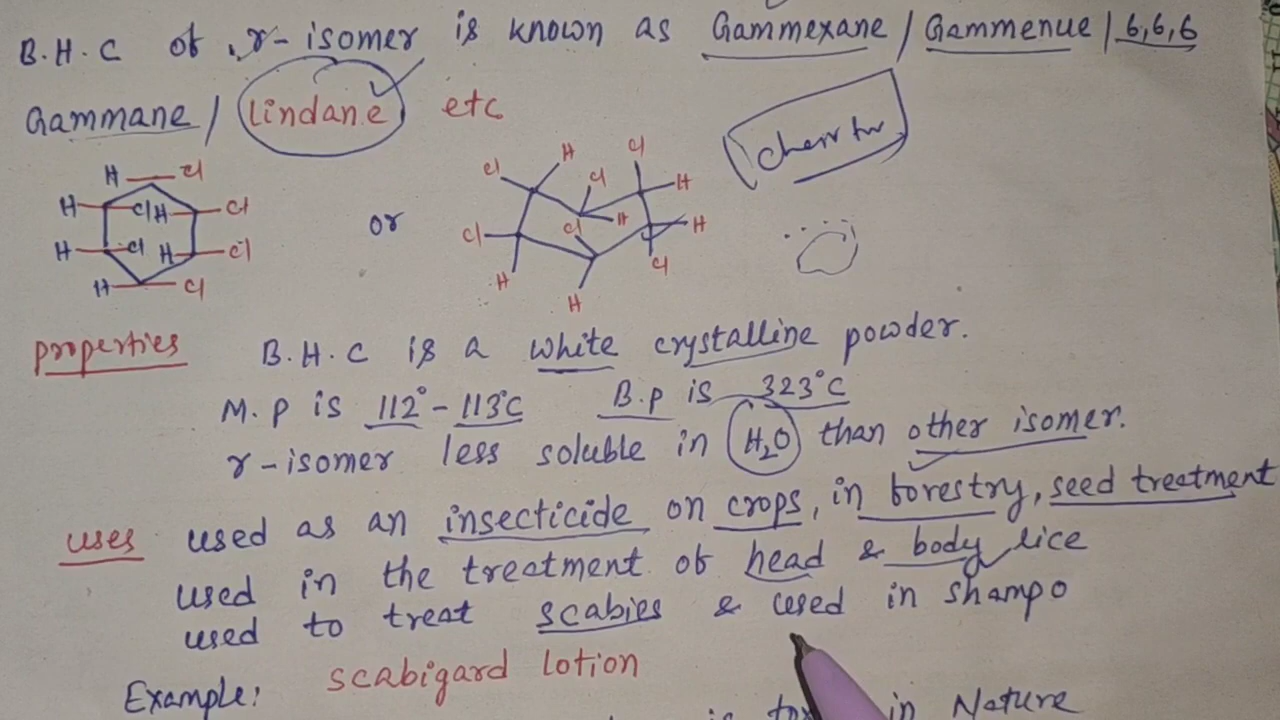 B.H.C of γ-isomer is known as Gammexane / Gammenue / 6,6,6
Gammane / lindane etc
H Cl
H Cl H Cl
H Cl H Cl
H Cl
or
Cl H Cl Cl H
Cl Cl H H
H H Cl
properties B.H.C is a white crystalline powder.
M.P is 112° - 113°C B.P is 323°C
γ-isomer less soluble in H₂O than other isomer.
uses used as an insecticide on crops, in forestry, seed treatment
used in the treatment of head & body lice
used to treat scabies & used in shampo
Example: scabigard lotion
in Nature